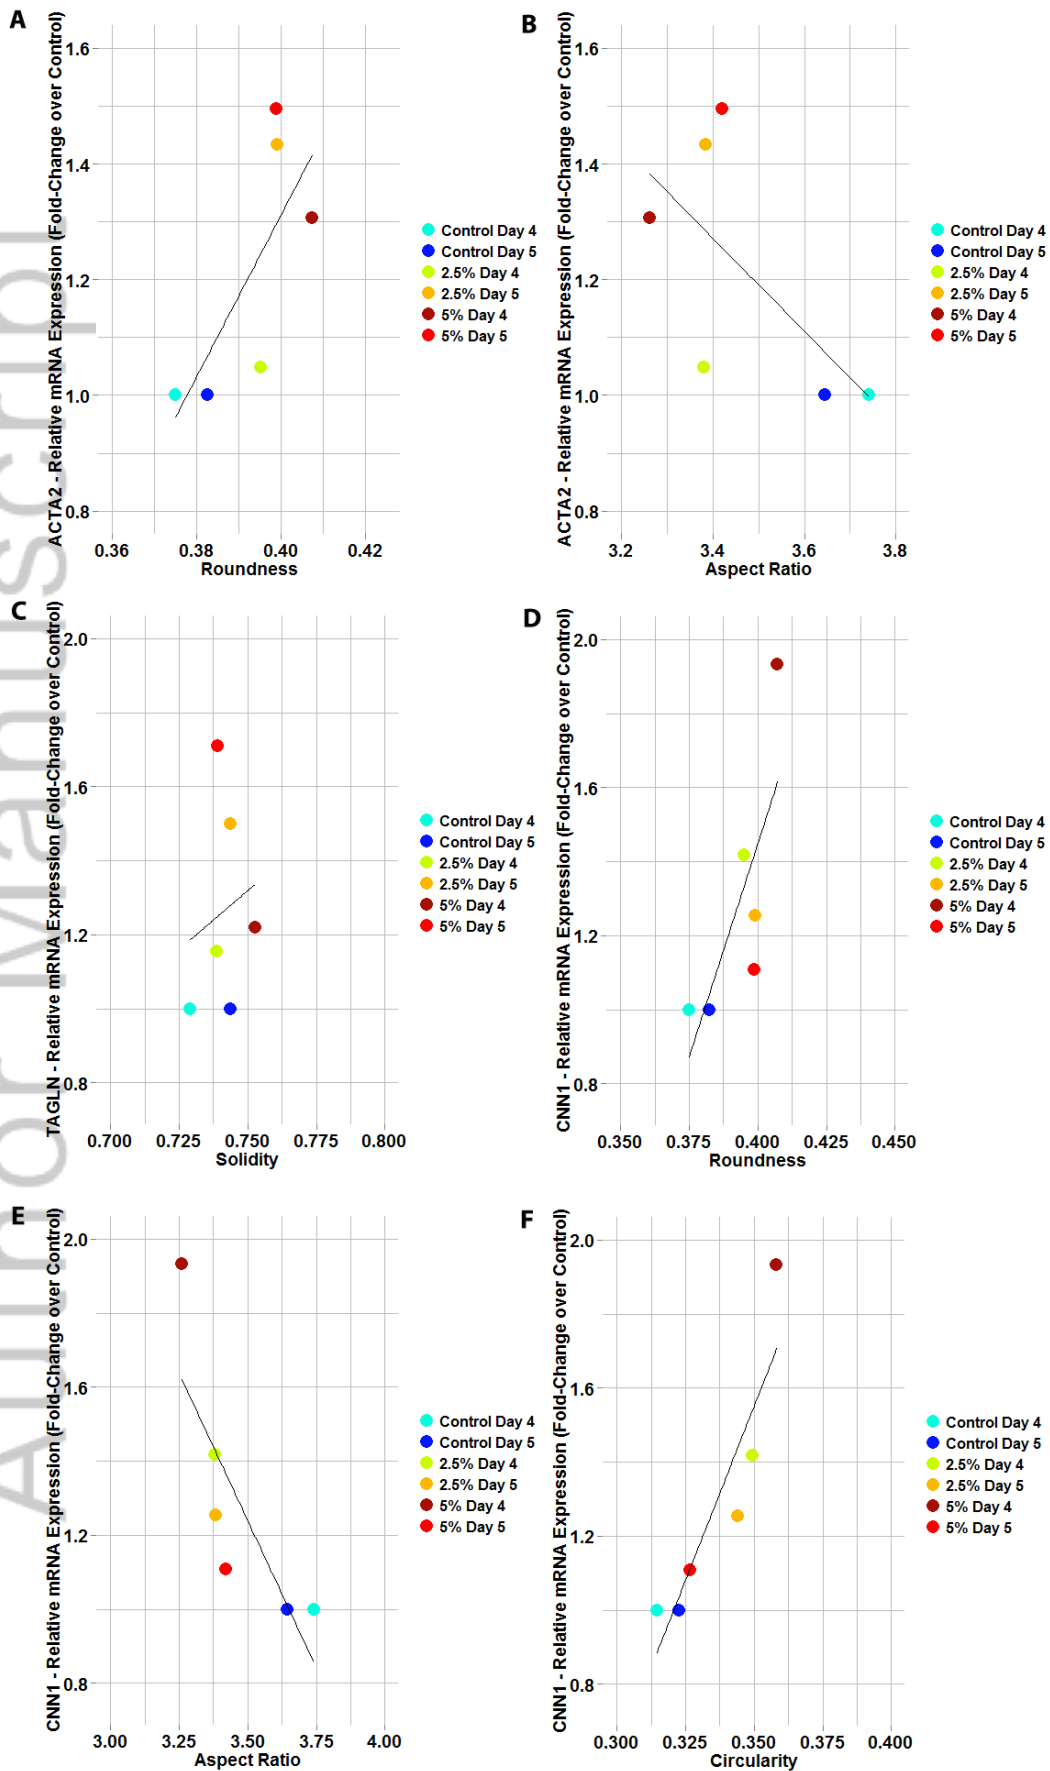 Author Manuscript
A
ACTA2 - Relative mRNA Expression (Fold-Change over Control)
1.6
1.4
1.2
1.0
0.8
0.36
0.38
0.40
0.42
Roundness
Control Day 4
Control Day 5
2.5% Day 4
2.5% Day 5
5% Day 4
5% Day 5
B
ACTA2 - Relative mRNA Expression (Fold-Change over Control)
1.6
1.4
1.2
1.0
0.8
3.2
3.4
3.6
3.8
Aspect Ratio
Control Day 4
Control Day 5
2.5% Day 4
2.5% Day 5
5% Day 4
5% Day 5
C
TAGLN - Relative mRNA Expression (Fold-Change over Control)
2.0
1.6
1.2
0.8
0.700
0.725
0.750
0.775
0.800
Solidity
Control Day 4
Control Day 5
2.5% Day 4
2.5% Day 5
5% Day 4
5% Day 5
D
CNN1 - Relative mRNA Expression (Fold-Change over Control)
2.0
1.6
1.2
0.8
0.350
0.375
0.400
0.425
0.450
Roundness
Control Day 4
Control Day 5
2.5% Day 4
2.5% Day 5
5% Day 4
5% Day 5
E
CNN1 - Relative mRNA Expression (Fold-Change over Control)
2.0
1.6
1.2
0.8
3.00
3.25
3.50
3.75
4.00
Aspect Ratio
Control Day 4
Control Day 5
2.5% Day 4
2.5% Day 5
5% Day 4
5% Day 5
F
CNN1 - Relative mRNA Expression (Fold-Change over Control)
2.0
1.6
1.2
0.8
0.300
0.325
0.350
0.375
0.400
Circularity
Control Day 4
Control Day 5
2.5% Day 4
2.5% Day 5
5% Day 4
5% Day 5